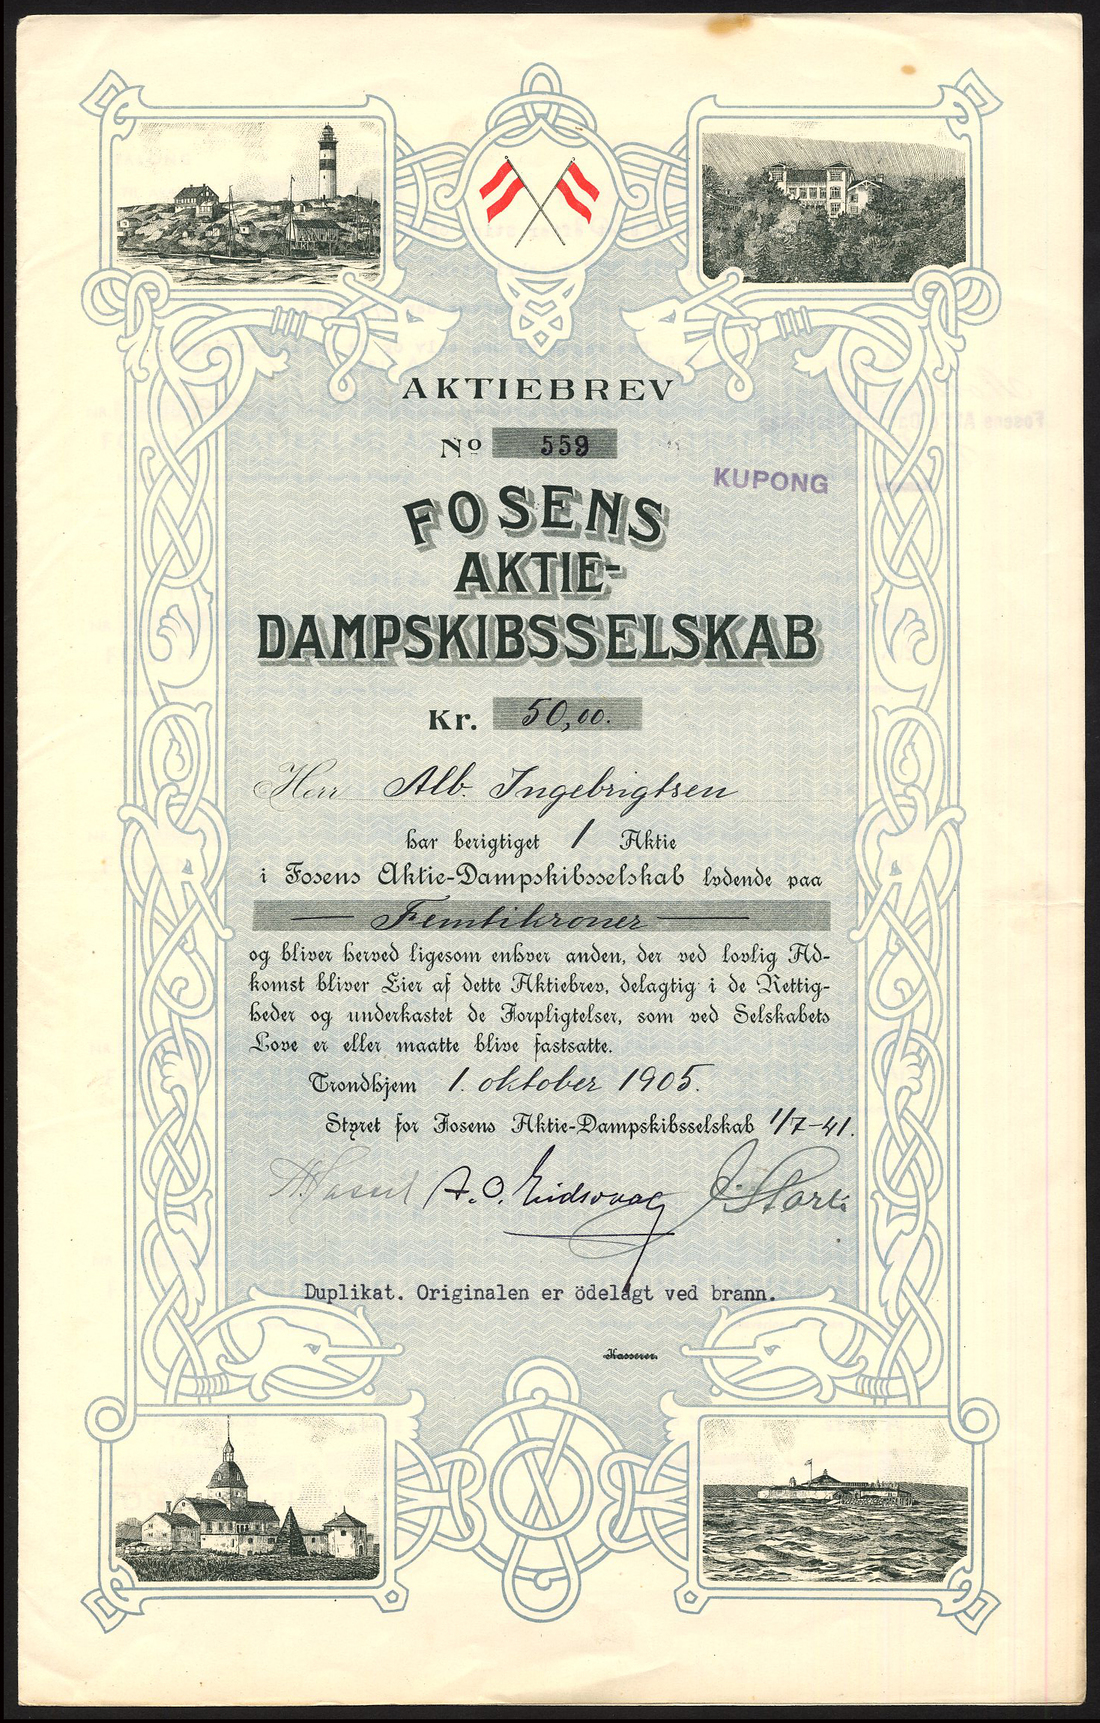 AKTIEBREV
No 559
KUPONG
FOSENS
AKTIE-
DAMPSKIBSSELSKAB
Kr. 50,00.
Herr Alb. Ingebrigtsen
har berigtiget 1 Aktie
i Fosens Aktie-Dampskibsselskab lydende paa
— Femtikroner —
og bliver herved ligesom enhver anden, der ved lovlig Ad-
komst bliver Eier af dette Aktiebrev, delagtig i de Rettig-
heder og underkastet de Forpligtelser, som ved Selskabets
Love er eller maatte blive fastsatte.
Trondhjem 1. oktober 1905.
Styret for Fosens Aktie-Dampskibsselskab 1/7-41.
A.O. Eidsvaag
Duplikat. Originalen er ödelagt ved brann.
Kasserer.